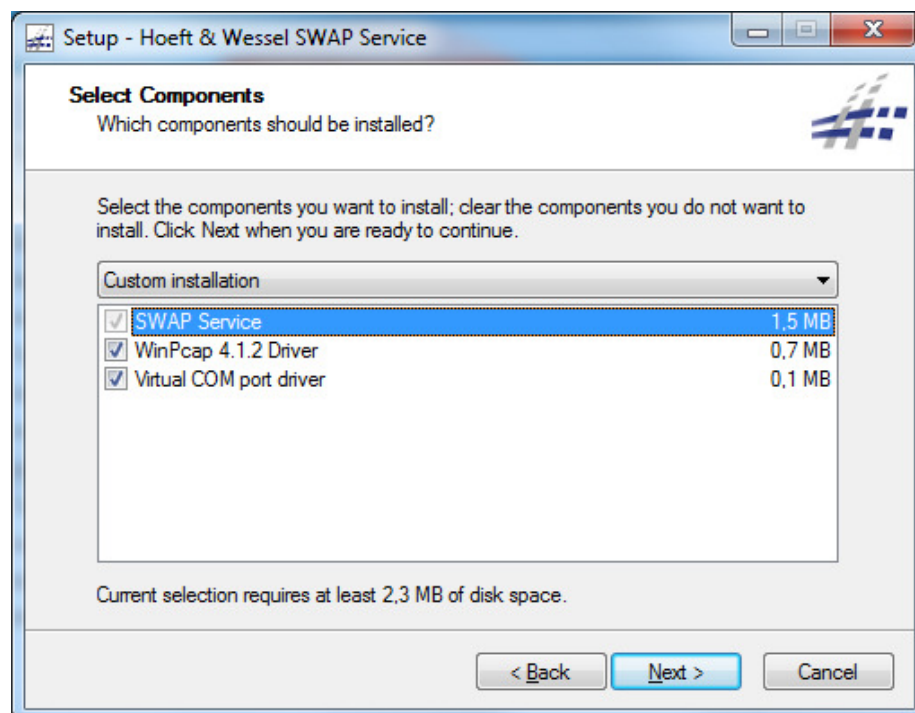 Setup - Hoeft & Wessel SWAP Service
Select Components
Which components should be installed?
Select the components you want to install; clear the components you do not want to
install. Click Next when you are ready to continue.
Custom installation
SWAP Service 1,5 MB
WinPcap 4.1.2 Driver 0,7 MB
Virtual COM port driver 0,1 MB
Current selection requires at least 2,3 MB of disk space.
< Back Next > Cancel